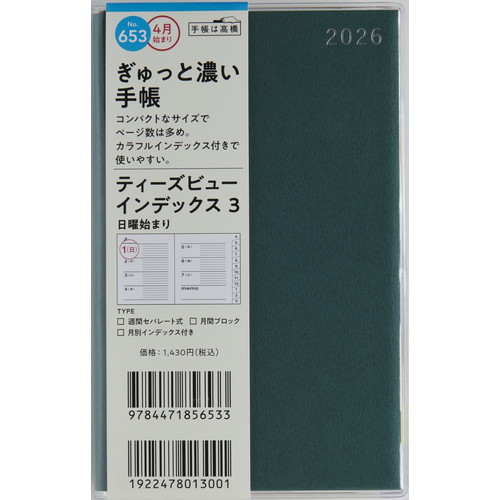 No.
653
4月
始まり
手帳は高橋
2026
ぎゅっと濃い
手帳
コンパクトなサイズで
ページ数は多め。
カラフルインデックス付きで
使いやすい。
ティーズビュー
インデックス 3
日曜始まり
1(日)
memo
TYPE
□週間セパレート式 □月間ブロック
□月別インデックス付き
価格：1,430円(税込)
9784471856533
1922478013001